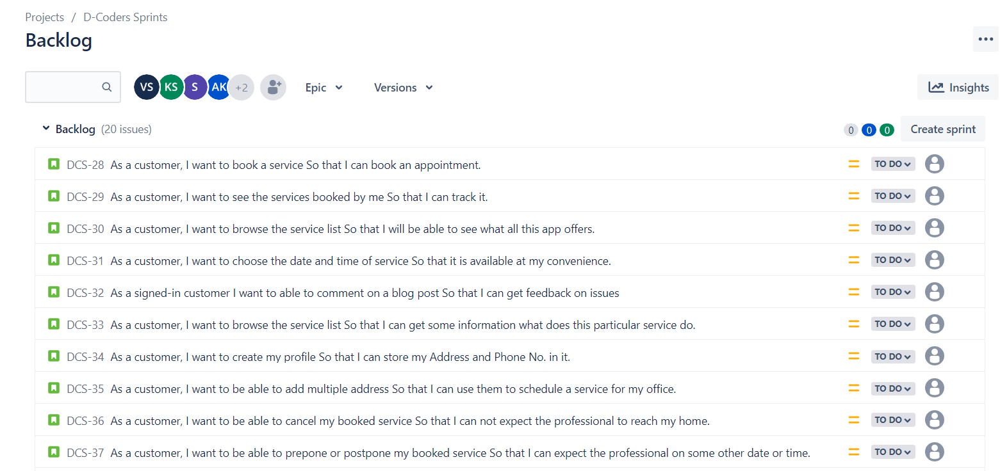 Projects / D-Coders Sprints
Backlog
VS KS S AK +2 Epic Versions Insights
Backlog (20 issues) 0 0 0 Create sprint
DCS-28 As a customer, I want to book a service So that I can book an appointment. TO DO
DCS-29 As a customer, I want to see the services booked by me So that I can track it. TO DO
DCS-30 As a customer, I want to browse the service list So that I will be able to see what all this app offers. TO DO
DCS-31 As a customer, I want to choose the date and time of service So that it is available at my convenience. TO DO
DCS-32 As a signed-in customer I want to able to comment on a blog post So that I can get feedback on issues TO DO
DCS-33 As a customer, I want to browse the service list So that I can get some information what does this particular service do. TO DO
DCS-34 As a customer, I want to create my profile So that I can store my Address and Phone No. in it. TO DO
DCS-35 As a customer, I want to be able to add multiple address So that I can use them to schedule a service for my office. TO DO
DCS-36 As a customer, I want to be able to cancel my booked service So that I can not expect the professional to reach my home. TO DO
DCS-37 As a customer, I want to be able to prepone or postpone my booked service So that I can expect the professional on some other date or time. TO DO